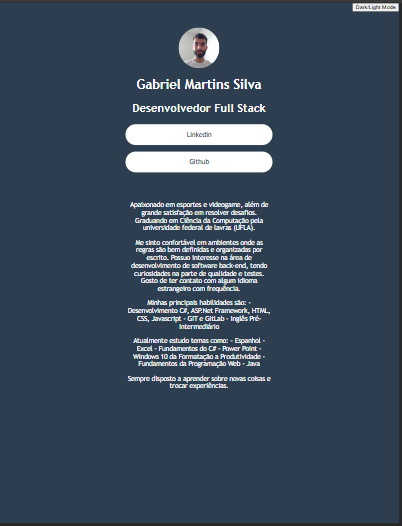 Dark/Light Mode
Gabriel Martins Silva
Desenvolvedor Full Stack
Linkedin
Github
Apaixonado em esportes e videogame, além de
grande satisfação em resolver desafios.
Graduando em Ciência da Computação pela
universidade federal de lavras (UFLA).
Me sinto confortável em ambientes onde as
regras são bem definidas e organizadas por
escrito. Possuo interesse na área de
desenvolvimento de software back-end, tendo
curiosidades na parte de qualidade e testes.
Gosto de ter contato com algum idioma
estrangeiro com frequência.
Minhas principais habilidades são: -
Desenvolvimento C#, ASP.Net Framework, HTML,
CSS, Javascript - GIT e GitLab - Inglês Pré-
Intermediário
Atualmente estudo temas como: - Espanhol -
Excel - Fundamentos do C# - Power Point -
Windows 10 da Formatação a Produtividade -
Fundamentos da Programação Web - Java
Sempre disposto a aprender sobre novas coisas e
trocar experiências.